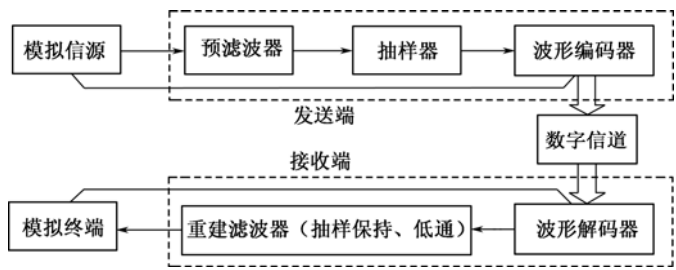 模拟信源
预滤波器
抽样器
波形编码器
发送端
数字信道
接收端
模拟终端
重建滤波器（抽样保持、低通）
波形解码器